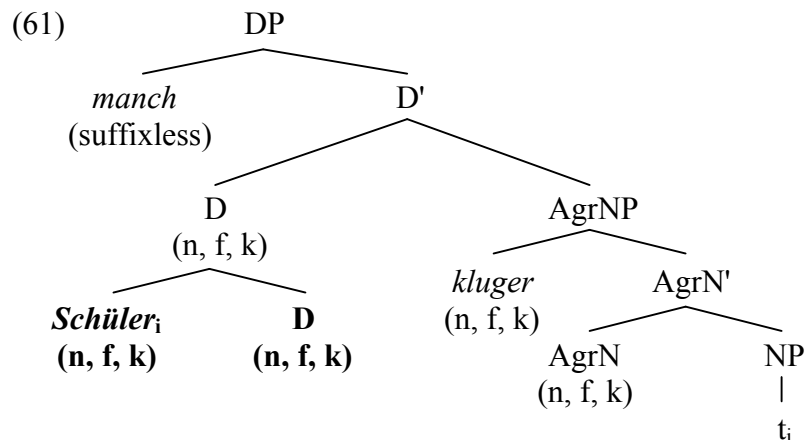 (61) DP
manch D'
(suffixless)
D AgrNP
(n, f, k)
kluger AgrN'
(n, f, k)
Schülerᵢ D
(n, f, k) (n, f, k)
AgrN NP
(n, f, k)
tᵢ